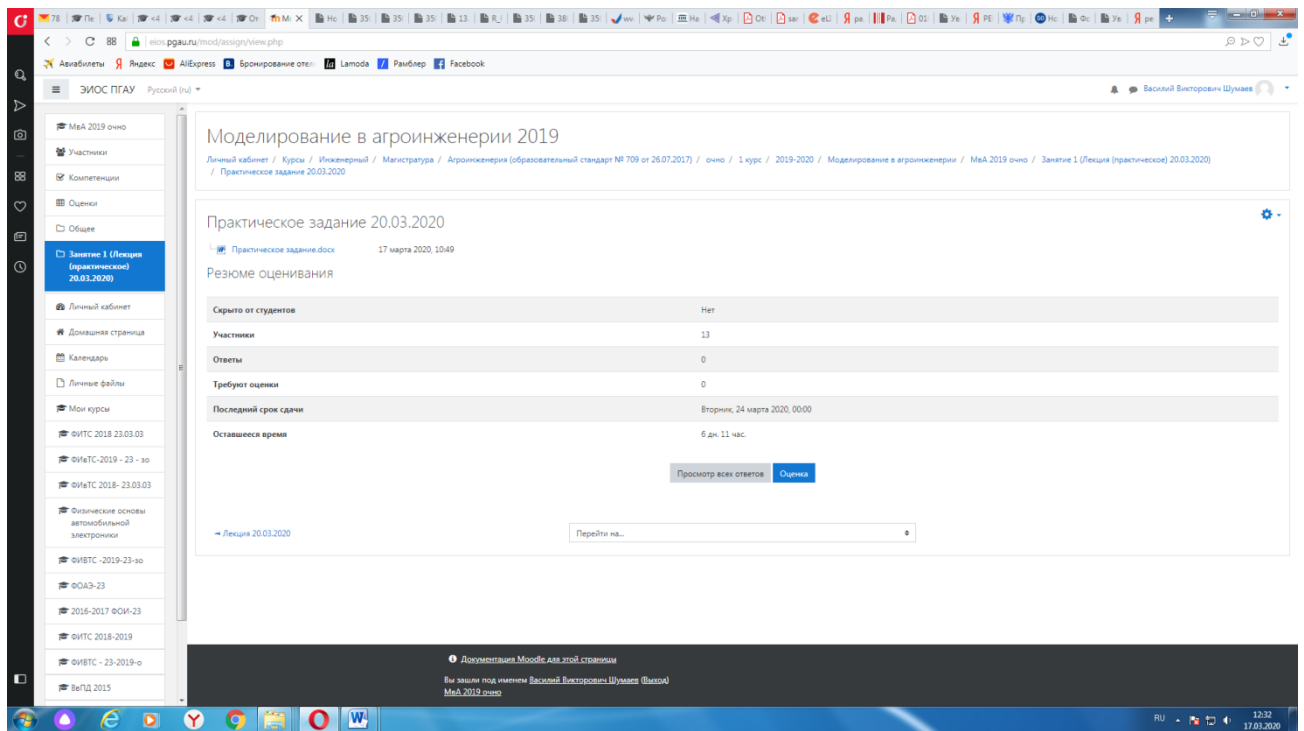 eios.pgau.ru/mod/assign/view.php
Авиабилеты Яндекс AliExpress Бронирование отел Lamoda Рамблер Facebook
ЭИОС ПГАУ Русский (ru)
Василий Викторович Шумаев
МвА 2019 очно
Участники
Компетенции
Оценки
Общее
Занятие 1 (Лекция
(практическое)
20.03.2020)
Личный кабинет
Домашняя страница
Календарь
Личные файлы
Мои курсы
ФИТС 2018 23.03.03
ФИвТС-2019 - 23 - зо
ФИвТС 2018- 23.03.03
Физические основы
автомобильной
электроники
ФИВТС -2019-23-зо
ФОАЭ-23
2016-2017 ФОИ-23
ФИТС 2018-2019
ФИВТС - 23-2019-о
ВеПД 2015
Моделирование в агроинженерии 2019
Личный кабинет / Курсы / Инженерный / Магистратура / Агроинженерия (образовательный стандарт № 709 от 26.07.2017) / очно / 1 курс / 2019-2020 / Моделирование в агроинженерии / МвА 2019 очно / Занятие 1 (Лекция (практическое) 20.03.2020)
/ Практическое задание 20.03.2020
Практическое задание 20.03.2020
Практическое задание.docx 17 марта 2020, 10:49
Резюме оценивания
Скрыто от студентов Нет
Участники 13
Ответы 0
Требуют оценки 0
Последний срок сдачи Вторник, 24 марта 2020, 00:00
Оставшееся время 6 дн. 11 час.
Просмотр всех ответов Оценка
→ Лекция 20.03.2020 Перейти на...
Документация Moodle для этой страницы
Вы зашли под именем Василий Викторович Шумаев (Выход)
МвА 2019 очно
RU 12:32
17.03.2020